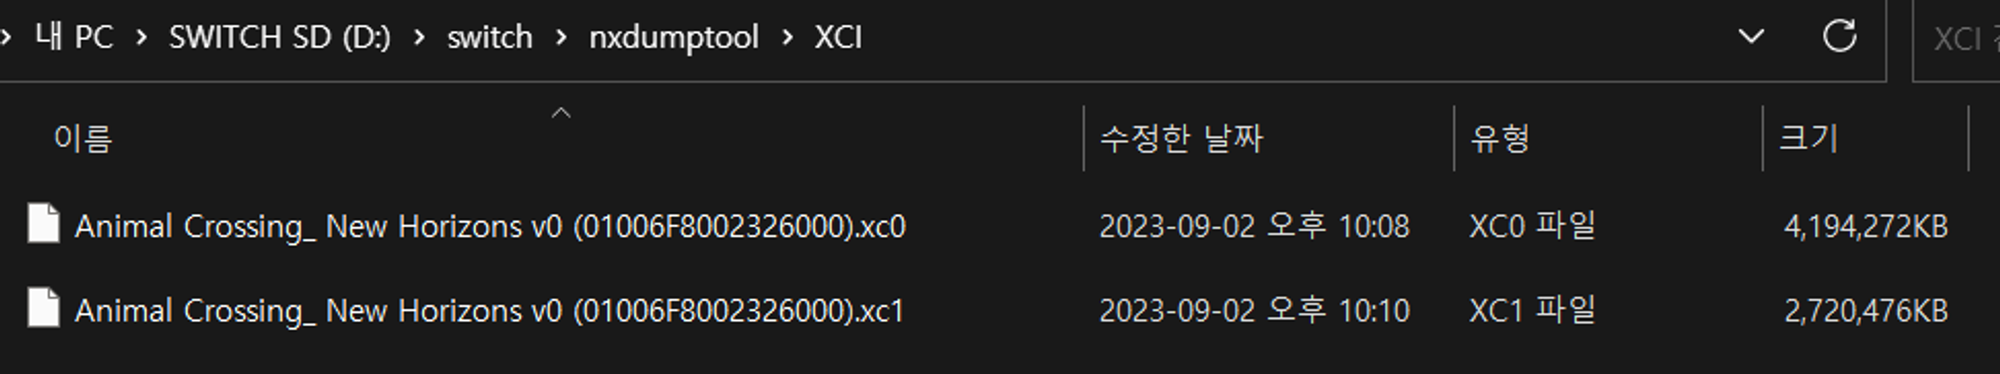 내 PC > SWITCH SD (D:) > switch > nxdumptool > XCI XCI
이름 수정한 날짜 유형 크기
Animal Crossing_ New Horizons v0 (01006F8002326000).xc0 2023-09-02 오후 10:08 XC0 파일 4,194,272KB
Animal Crossing_ New Horizons v0 (01006F8002326000).xc1 2023-09-02 오후 10:10 XC1 파일 2,720,476KB